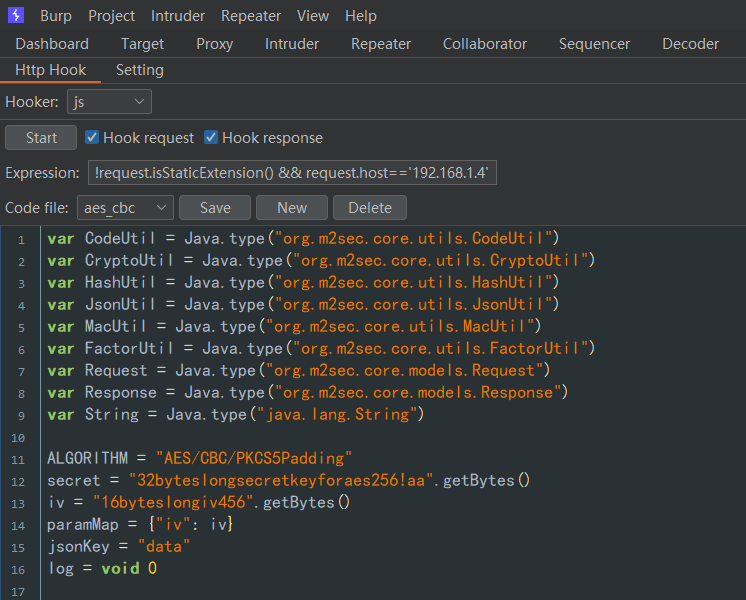 Burp Project Intruder Repeater View Help
Dashboard Target Proxy Intruder Repeater Collaborator Sequencer Decoder
Http Hook Setting
Hooker: js
Start Hook request Hook response
Expression: !request.isStaticExtension() && request.host=='192.168.1.4'
Code file: aes_cbc Save New Delete
1 var CodeUtil = Java.type("org.m2sec.core.utils.CodeUtil")
2 var CryptoUtil = Java.type("org.m2sec.core.utils.CryptoUtil")
3 var HashUtil = Java.type("org.m2sec.core.utils.HashUtil")
4 var JsonUtil = Java.type("org.m2sec.core.utils.JsonUtil")
5 var MacUtil = Java.type("org.m2sec.core.utils.MacUtil")
6 var FactorUtil = Java.type("org.m2sec.core.utils.FactorUtil")
7 var Request = Java.type("org.m2sec.core.models.Request")
8 var Response = Java.type("org.m2sec.core.models.Response")
9 var String = Java.type("java.lang.String")
10
11 ALGORITHM = "AES/CBC/PKCS5Padding"
12 secret = "32byteslongsecretkeyforaes256!aa".getBytes()
13 iv = "16byteslongiv456".getBytes()
14 paramMap = {"iv": iv}
15 jsonKey = "data"
16 log = void 0
17